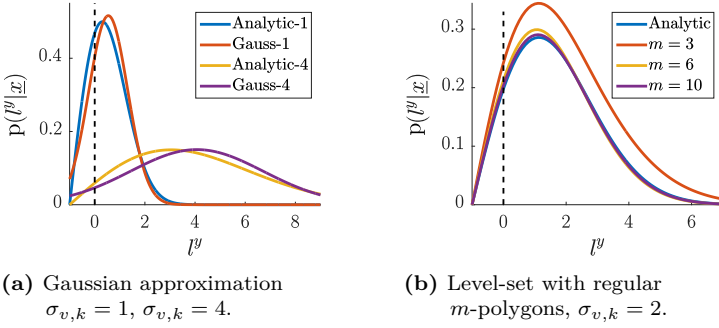 Analytic-1
Gauss-1
Analytic-4
Gauss-4
0.4
0.2
0
0 2 4 6 8
p(l^y|x)
l^y
Analytic
m = 3
m = 6
m = 10
0.3
0.2
0.1
0
0 2 4 6
p(l^y|x)
l^y
(a) Gaussian approximation
σ_{v,k} = 1, σ_{v,k} = 4.
(b) Level-set with regular
m-polygons, σ_{v,k} = 2.